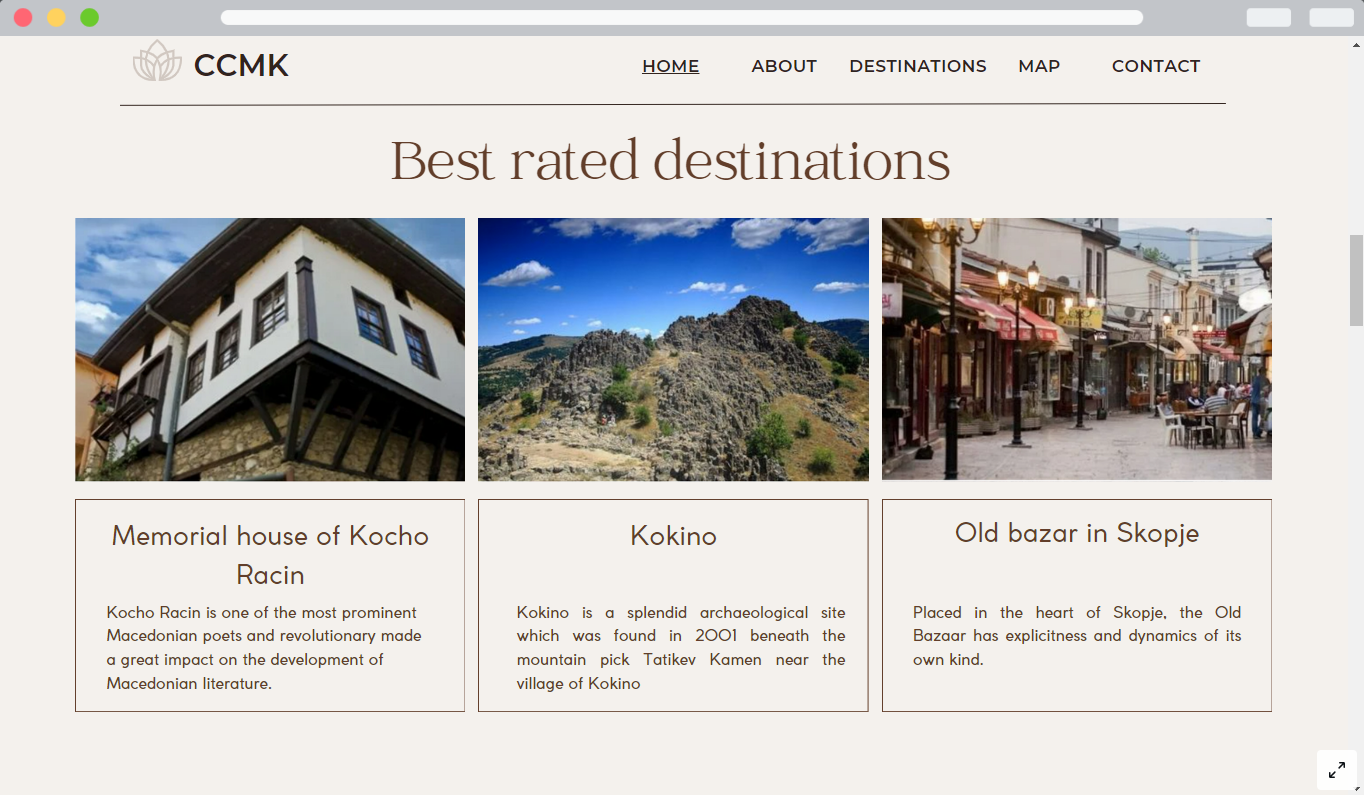 CCMK
HOME ABOUT DESTINATIONS MAP CONTACT
Best rated destinations
Memorial house of Kocho
Racin
Kocho Racin is one of the most prominent
Macedonian poets and revolutionary made
a great impact on the development of
Macedonian literature.
Kokino
Kokino is a splendid archaeological site
which was found in 2001 beneath the
mountain pick Tatikev Kamen near the
village of Kokino
Old bazar in Skopje
Placed in the heart of Skopje, the Old
Bazaar has explicitness and dynamics of its
own kind.